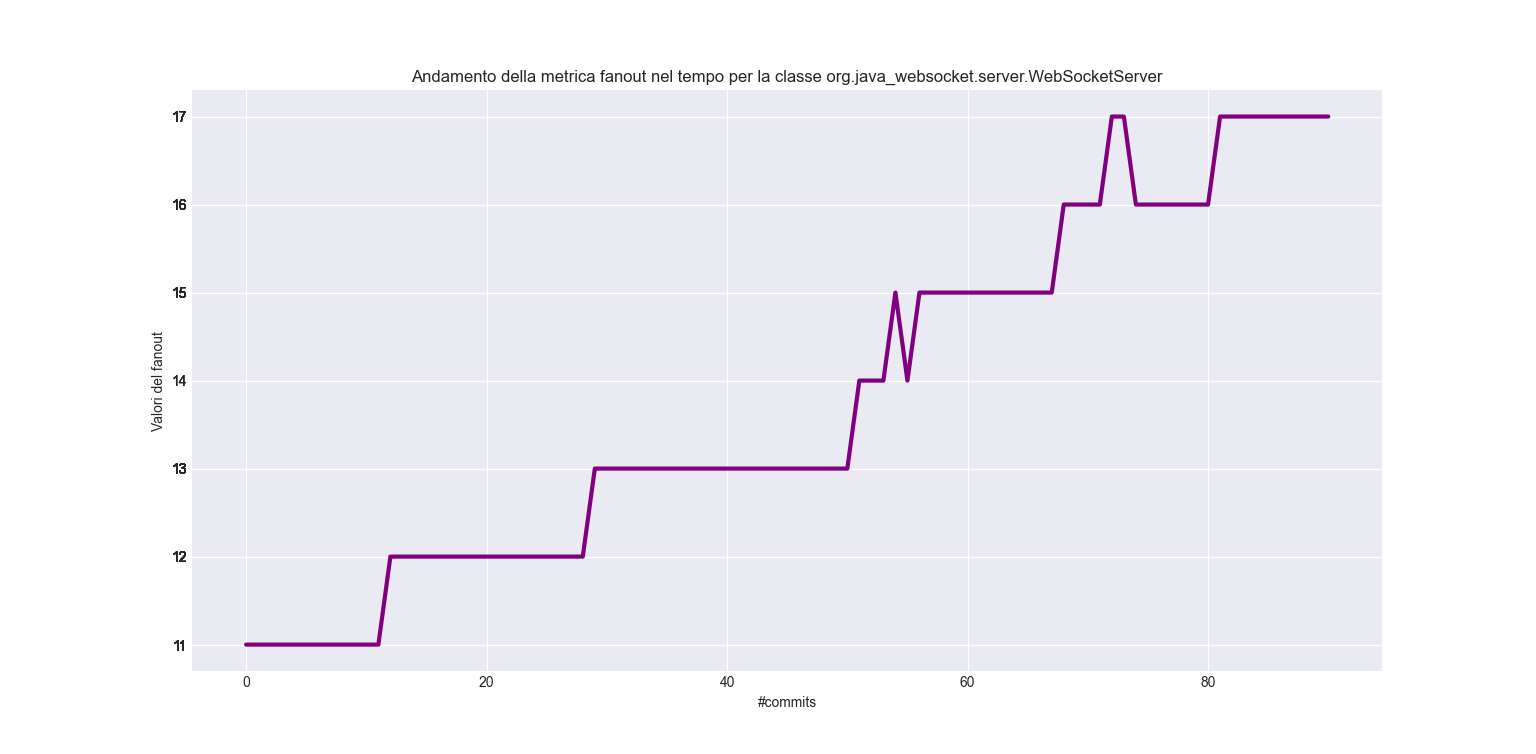 Andamento della metrica fanout nel tempo per la classe org.java_websocket.server.WebSocketServer
17
16
15
14
13
12
11
Valori del fanout
0 20 40 60 80
#commits